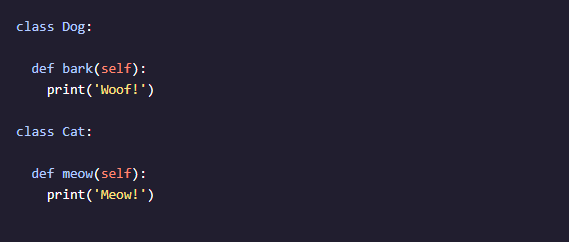 class Dog:
  def bark(self):
    print('Woof!')
class Cat:
  def meow(self):
    print('Meow!')